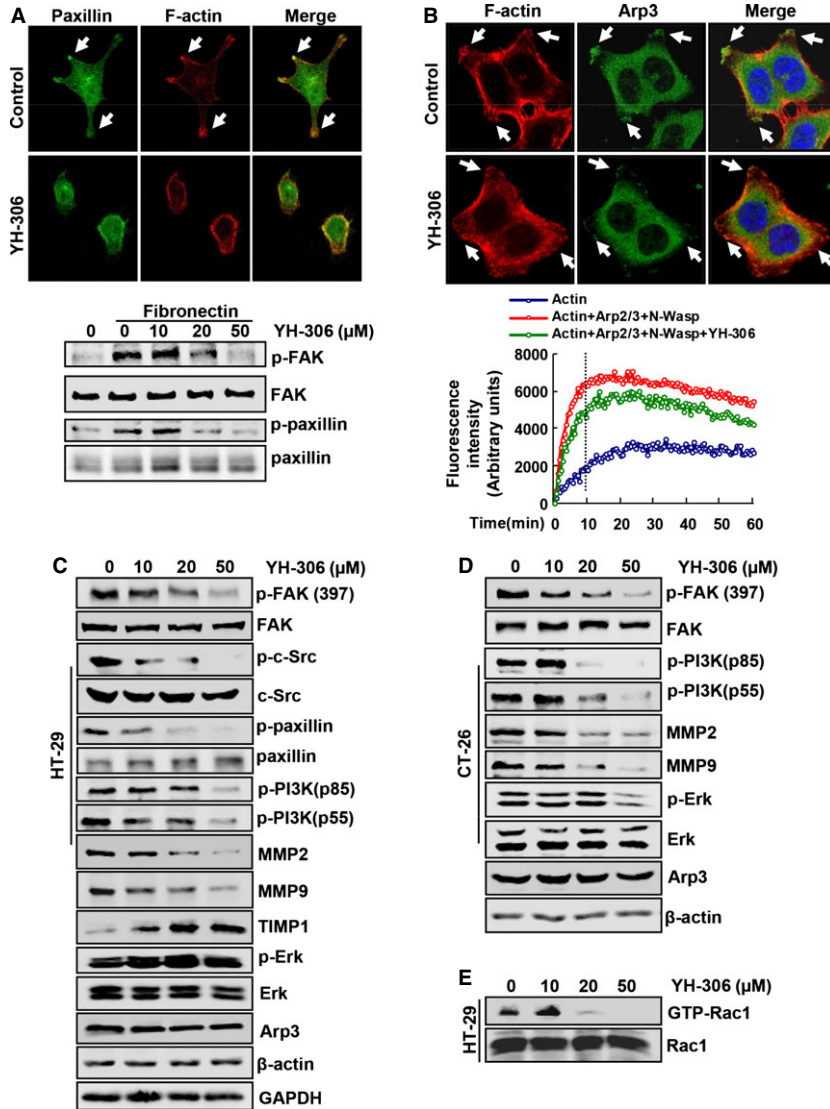 A
Paxillin F-actin Merge
Control
YH-306
Fibronectin
0 0 10 20 50 YH-306 (µM)
p-FAK
FAK
p-paxillin
paxillin
B
F-actin Arp3 Merge
Control
YH-306
Actin
Actin+Arp2/3+N-Wasp
Actin+Arp2/3+N-Wasp+YH-306
Fluorescence
intensity
(Arbitrary units)
8000
6000
4000
2000
0
Time(min) 0 10 20 30 40 50 60
C
0 10 20 50 YH-306 (µM)
HT-29
p-FAK (397)
FAK
p-c-Src
c-Src
p-paxillin
paxillin
p-PI3K(p85)
p-PI3K(p55)
MMP2
MMP9
TIMP1
p-Erk
Erk
Arp3
β-actin
GAPDH
D
0 10 20 50 YH-306 (µM)
CT-26
p-FAK (397)
FAK
p-PI3K(p85)
p-PI3K(p55)
MMP2
MMP9
p-Erk
Erk
Arp3
β-actin
E
0 10 20 50 YH-306 (µM)
HT-29
GTP-Rac1
Rac1